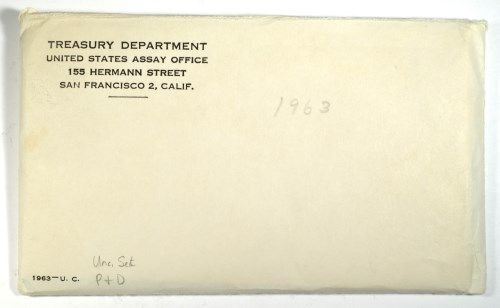 TREASURY DEPARTMENT
UNITED STATES ASSAY OFFICE
155 HERMANN STREET
SAN FRANCISCO 2, CALIF.
1963
Unc. Set
P+D
1963—U. C.